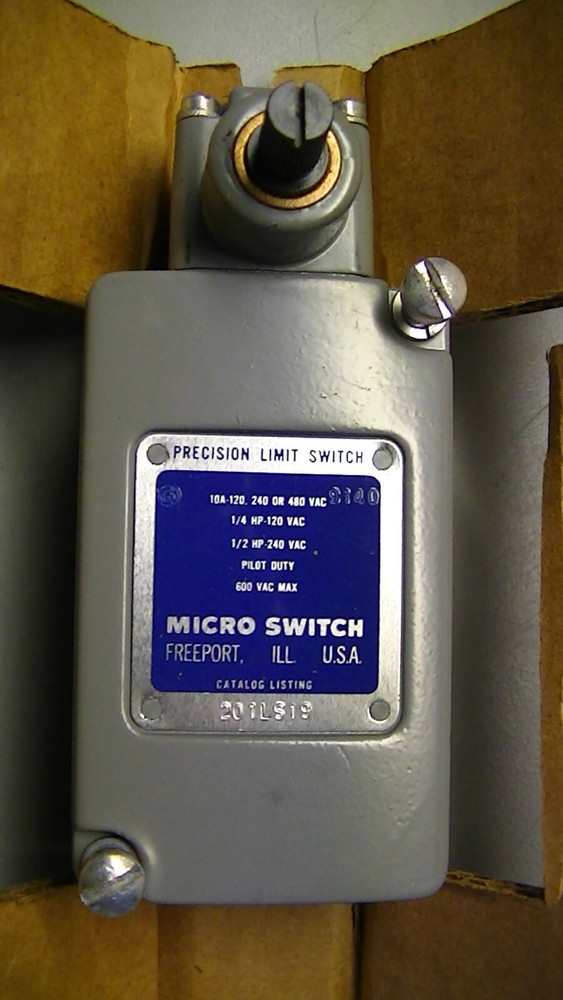 PRECISION LIMIT SWITCH
10A-120, 240 OR 480 VAC 9140
1/4 HP-120 VAC
1/2 HP-240 VAC
PILOT DUTY
600 VAC MAX
MICRO SWITCH
FREEPORT, ILL. U.S.A.
CATALOG LISTING
201LS19